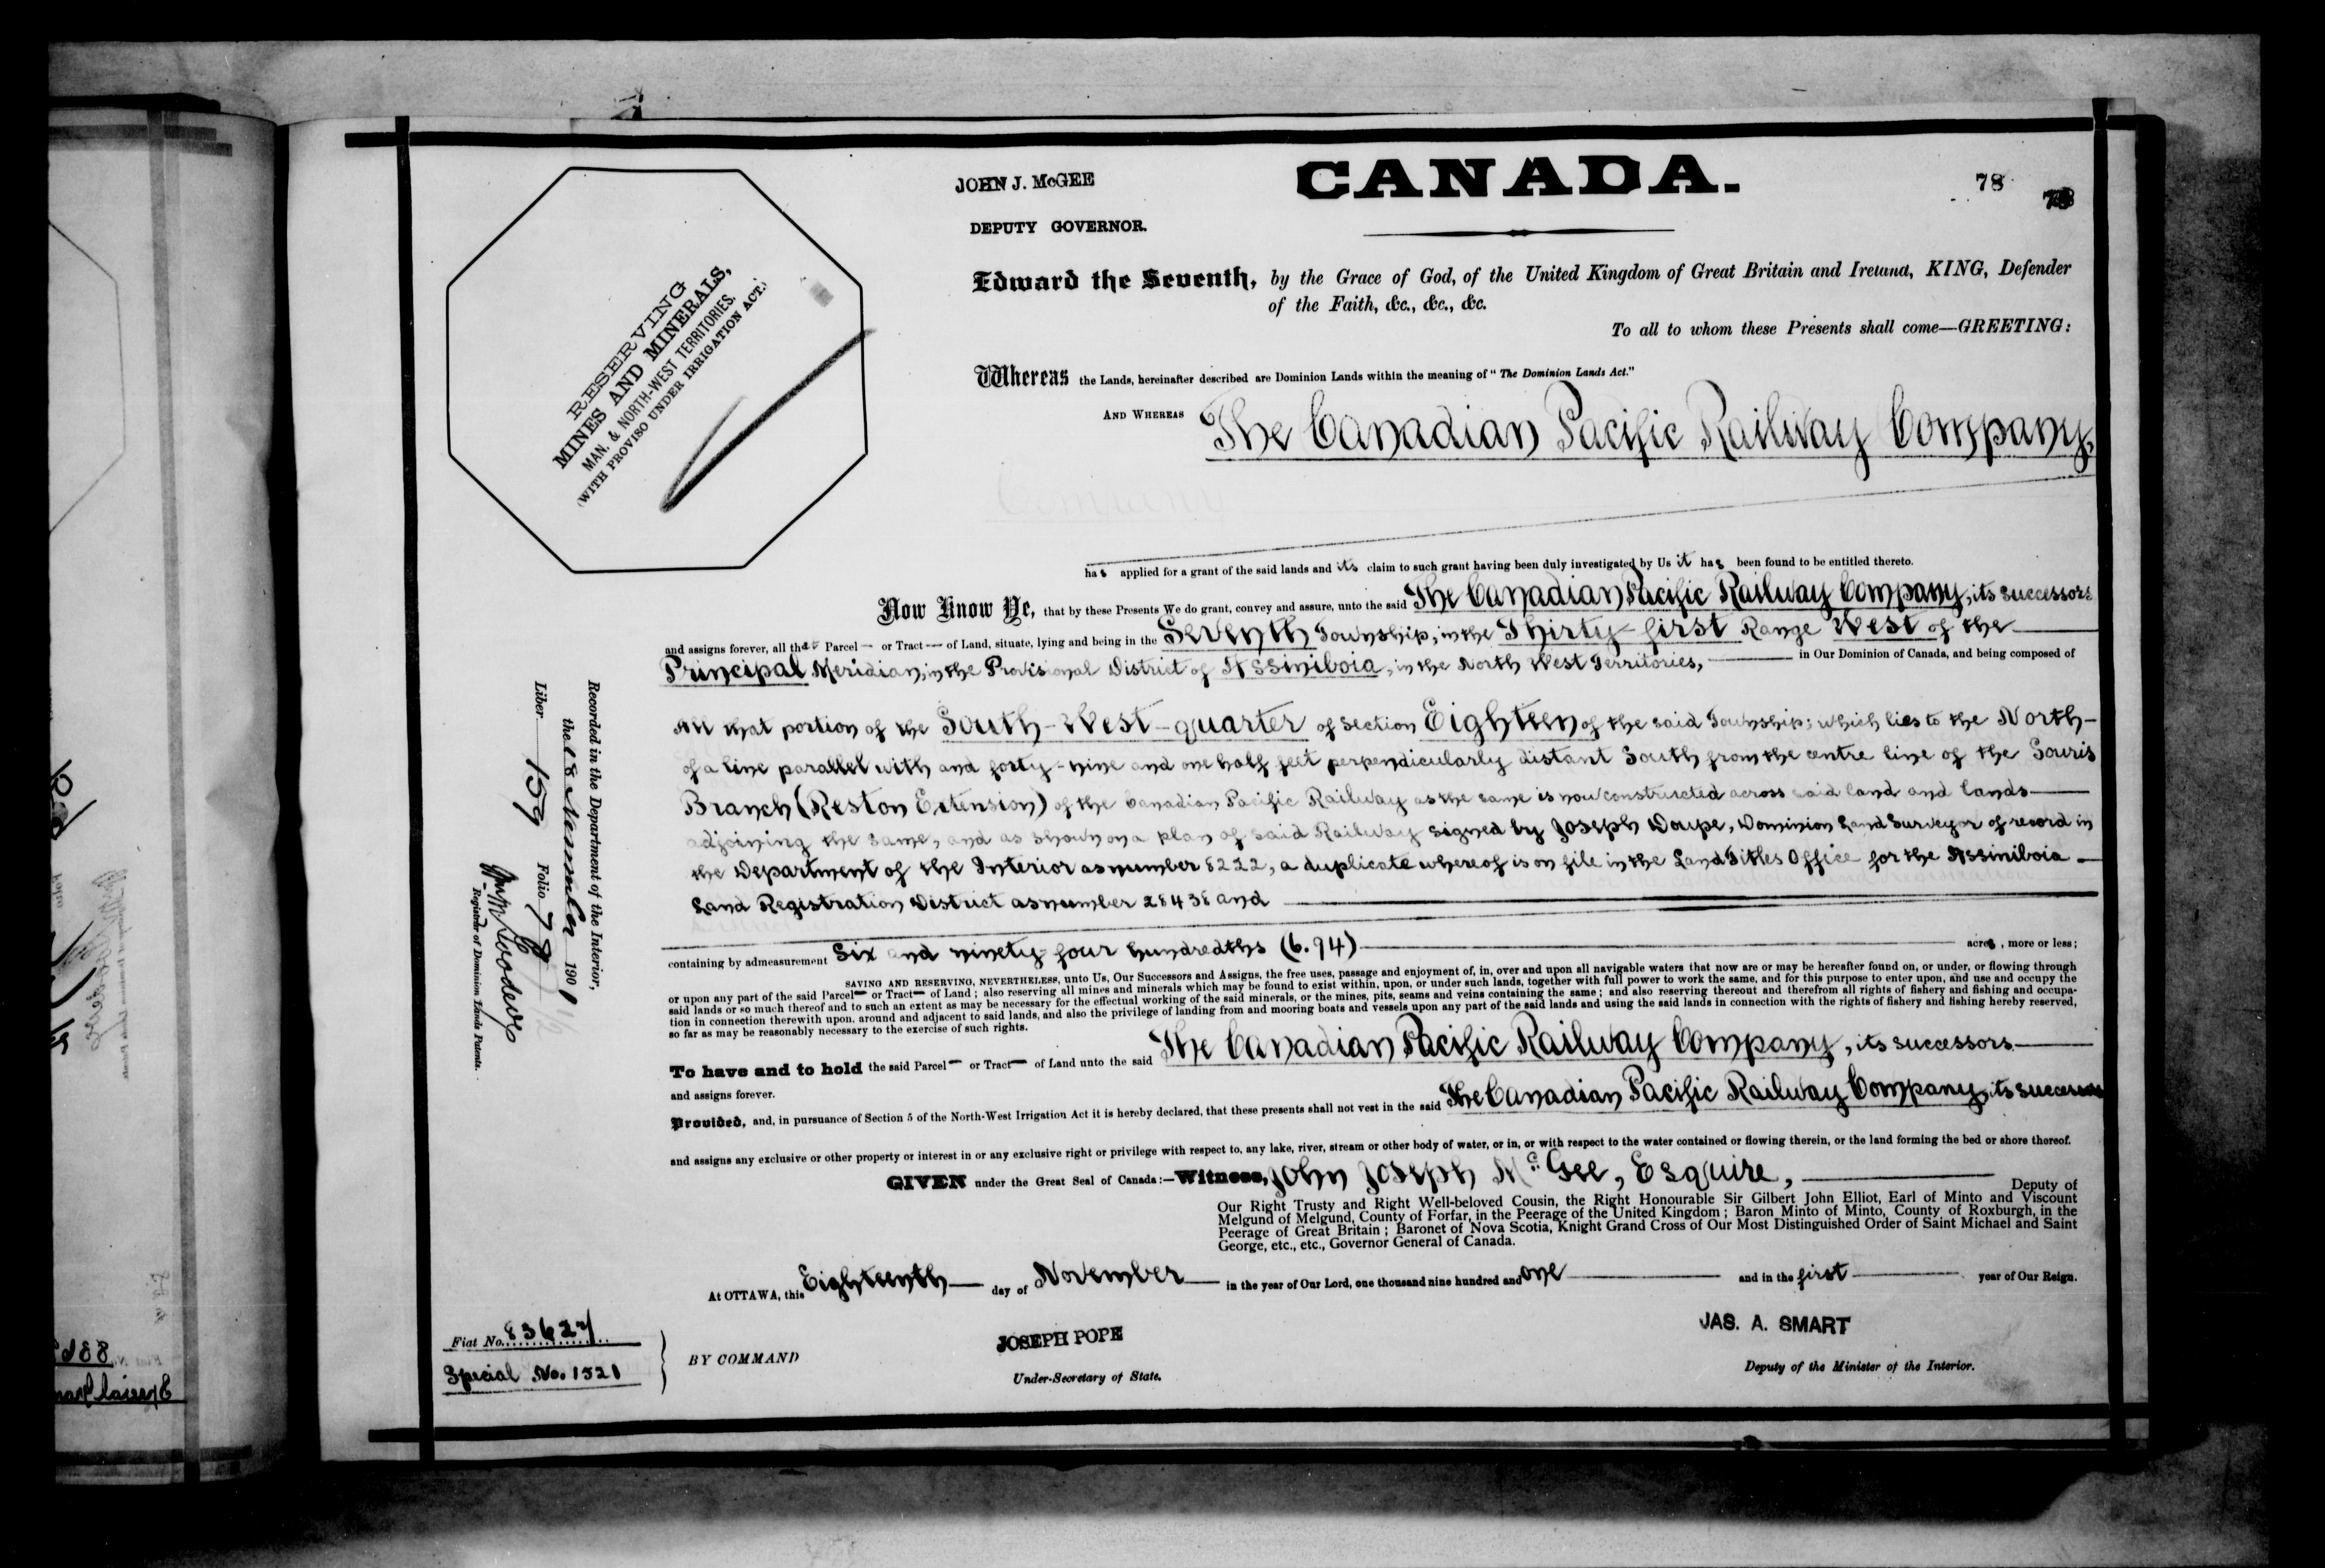 JOHN J. McGEE
DEPUTY GOVERNOR.
CANADA.
78
RESERVING
MINES AND MINERALS,
MAN. & NORTH-WEST TERRITORIES.
(WITH PROVISO UNDER IRRIGATION ACT.)
Edward the Seventh, by the Grace of God, of the United Kingdom of Great Britain and Ireland, KING, Defender
of the Faith, &c., &c., &c.
To all to whom these Presents shall come—GREETING:
Whereas the Lands, hereinafter described are Dominion Lands within the meaning of "The Dominion Lands Act."
AND WHEREAS The Canadian Pacific Railway Company,
Company
has applied for a grant of the said lands and its claim to such grant having been duly investigated by Us it has been found to be entitled thereto.
Now Know Ye, that by these Presents We do grant, convey and assure, unto the said The Canadian Pacific Railway Company, its successors
and assigns forever, all that Parcel — or Tract — of Land, situate, lying and being in the Seventh Township, in the Thirty-first Range West of the
Principal Meridian, in the Provisional District of Assiniboia, in the North West Territories, in Our Dominion of Canada, and being composed of
All that portion of the South-West-quarter of Section Eighteen of the said Township; which lies to the North-
of a line parallel with and forty-nine and one half feet perpendicularly distant South from the centre line of the Souris
Branch (Reston Extension) of the Canadian Pacific Railway as the same is now constructed across said land and lands
adjoining the same, and as shown on a plan of said Railway signed by Joseph Doupe, Dominion Land Surveyor of record in
the Department of the Interior as number 8222, a duplicate whereof is on file in the Land Titles Office for the Assiniboia
Land Registration District as number 28438 and
containing by admeasurement Six and ninety-four hundredths (6.94) acres, more or less;
SAVING AND RESERVING, NEVERTHELESS, unto Us, Our Successors and Assigns, the free uses, passage and enjoyment of, in, over and upon all navigable waters that now are or may be hereafter found on, or under, or flowing through
or upon any part of the said Parcel — or Tract — of Land; also reserving all mines and minerals which may be found to exist within, upon, or under such lands, together with full power to work the same, and for this purpose to enter upon, and use and occupy the
said lands or so much thereof and to such an extent as may be necessary for the effectual working of the said minerals, or the mines, pits, seams and veins containing the same; and also reserving thereout and therefrom all rights of fishery and fishing and occupa-
tion in connection therewith upon, around and adjacent to said lands, and also the privilege of landing from and mooring boats and vessels upon any part of the said lands and using the said lands in connection with the rights of fishery and fishing hereby reserved,
so far as may be reasonably necessary to the exercise of such rights.
To have and to hold the said Parcel — or Tract — of Land unto the said The Canadian Pacific Railway Company, its successors
and assigns forever.
Provided, and, in pursuance of Section 5 of the North-West Irrigation Act it is hereby declared, that these presents shall not vest in the said The Canadian Pacific Railway Company, its successors
and assigns any exclusive or other property or interest in or any exclusive right or privilege with respect to, any lake, river, stream or other body of water, or in, or with respect to the water contained or flowing therein, or the land forming the bed or shore thereof.
GIVEN under the Great Seal of Canada:—Witness, John Joseph McGee, Esquire, Deputy of
Our Right Trusty and Right Well-beloved Cousin, the Right Honourable Sir Gilbert John Elliot, Earl of Minto and Viscount
Melgund of Melgund, County of Forfar, in the Peerage of the United Kingdom; Baron Minto of Minto, County of Roxburgh, in the
Peerage of Great Britain; Baronet of Nova Scotia, Knight Grand Cross of Our Most Distinguished Order of Saint Michael and Saint
George, etc., etc., Governor General of Canada.
At OTTAWA, this Eighteenth day of November in the year of Our Lord, one thousand nine hundred and one and in the first year of Our Reign.
BY COMMAND
JOSEPH POPE
Under-Secretary of State.
JAS. A. SMART
Deputy of the Minister of the Interior.
Fiat No. 83627
Special No. 1521
Recorded in the Department of the Interior,
the 18 November 1901
Liber 159 Folio 78
Registrar of Dominion Lands Patents.